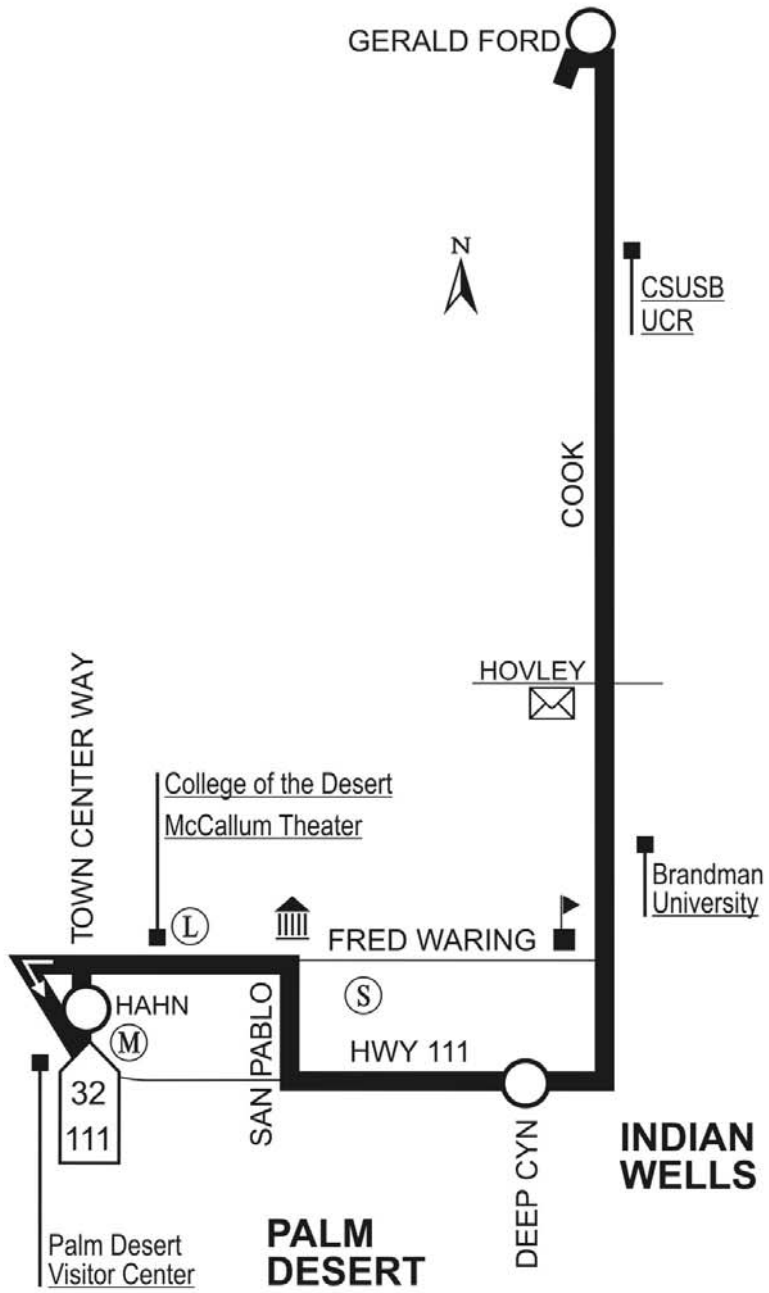 GERALD FORD
N
CSUSB
UCR
COOK
HOVLEY
TOWN CENTER WAY
College of the Desert
McCallum Theater
Brandman
University
L
FRED WARING
S
HAHN
M
SAN PABLO
HWY 111
32
111
DEEP CYN
INDIAN
WELLS
PALM
DESERT
Palm Desert
Visitor Center